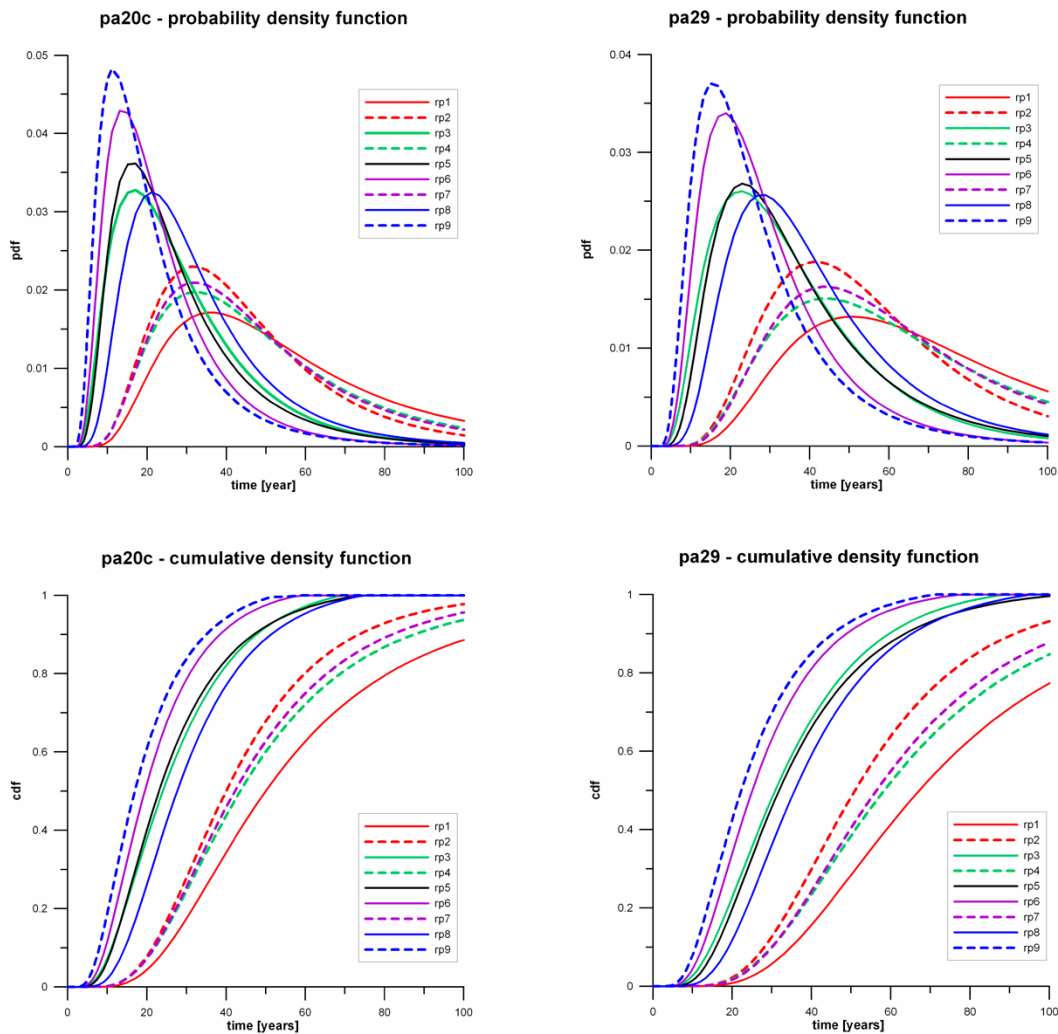 pa20c - probability density function
0.05
0.04
0.03
0.02
0.01
0
pdf
0 20 40 60 80 100
time [year]
rp1
rp2
rp3
rp4
rp5
rp6
rp7
rp8
rp9
pa29 - probability density function
0.04
0.03
0.02
0.01
0
pdf
0 20 40 60 80 100
time [years]
rp1
rp2
rp3
rp4
rp5
rp6
rp7
rp8
rp9
pa20c - cumulative density function
1
0.8
0.6
0.4
0.2
0
cdf
0 20 40 60 80 100
time [years]
rp1
rp2
rp3
rp4
rp5
rp6
rp7
rp8
rp9
pa29 - cumulative density function
1
0.8
0.6
0.4
0.2
0
cdf
0 20 40 60 80 100
time [years]
rp1
rp2
rp3
rp4
rp5
rp6
rp7
rp8
rp9